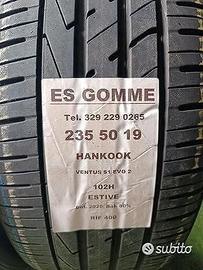 ES GOMME
Tel. 329 229 0265
235 50 19
HANKOOK
VENTUS S1 EVO 2
102H
ESTIVE
RIF 400
subito